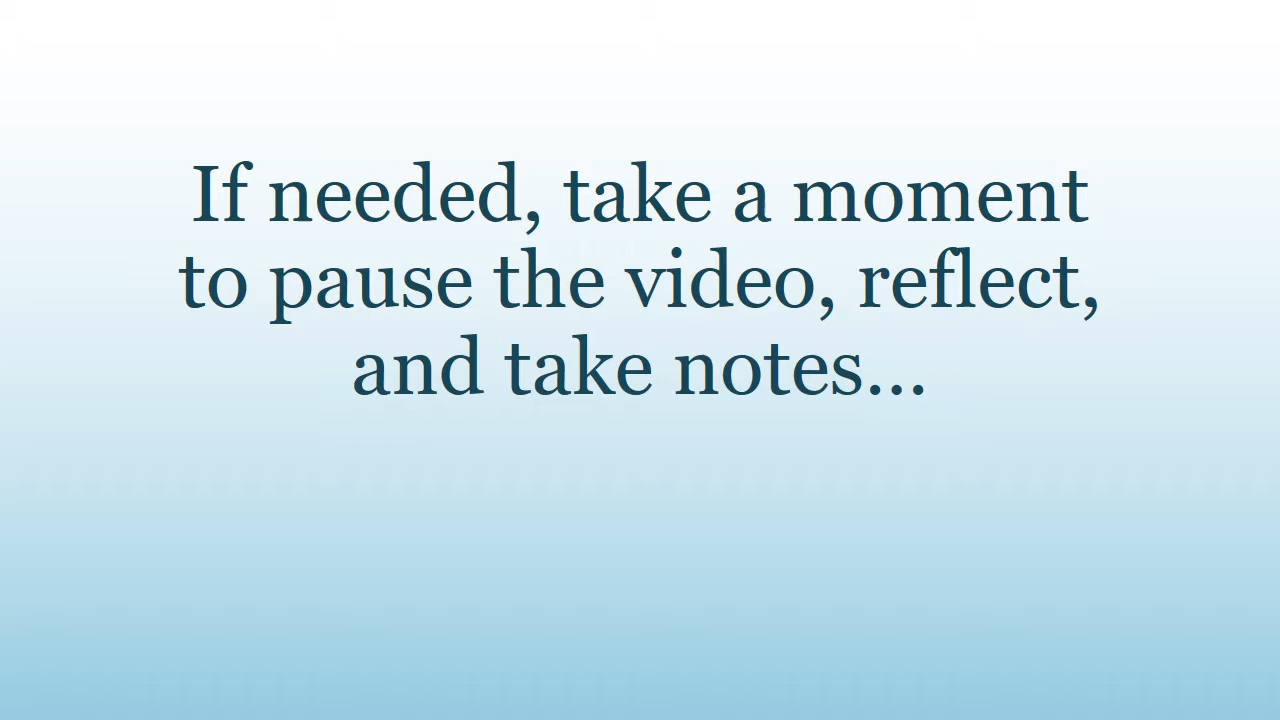 If needed, take a moment
to pause the video, reflect,
and take notes...